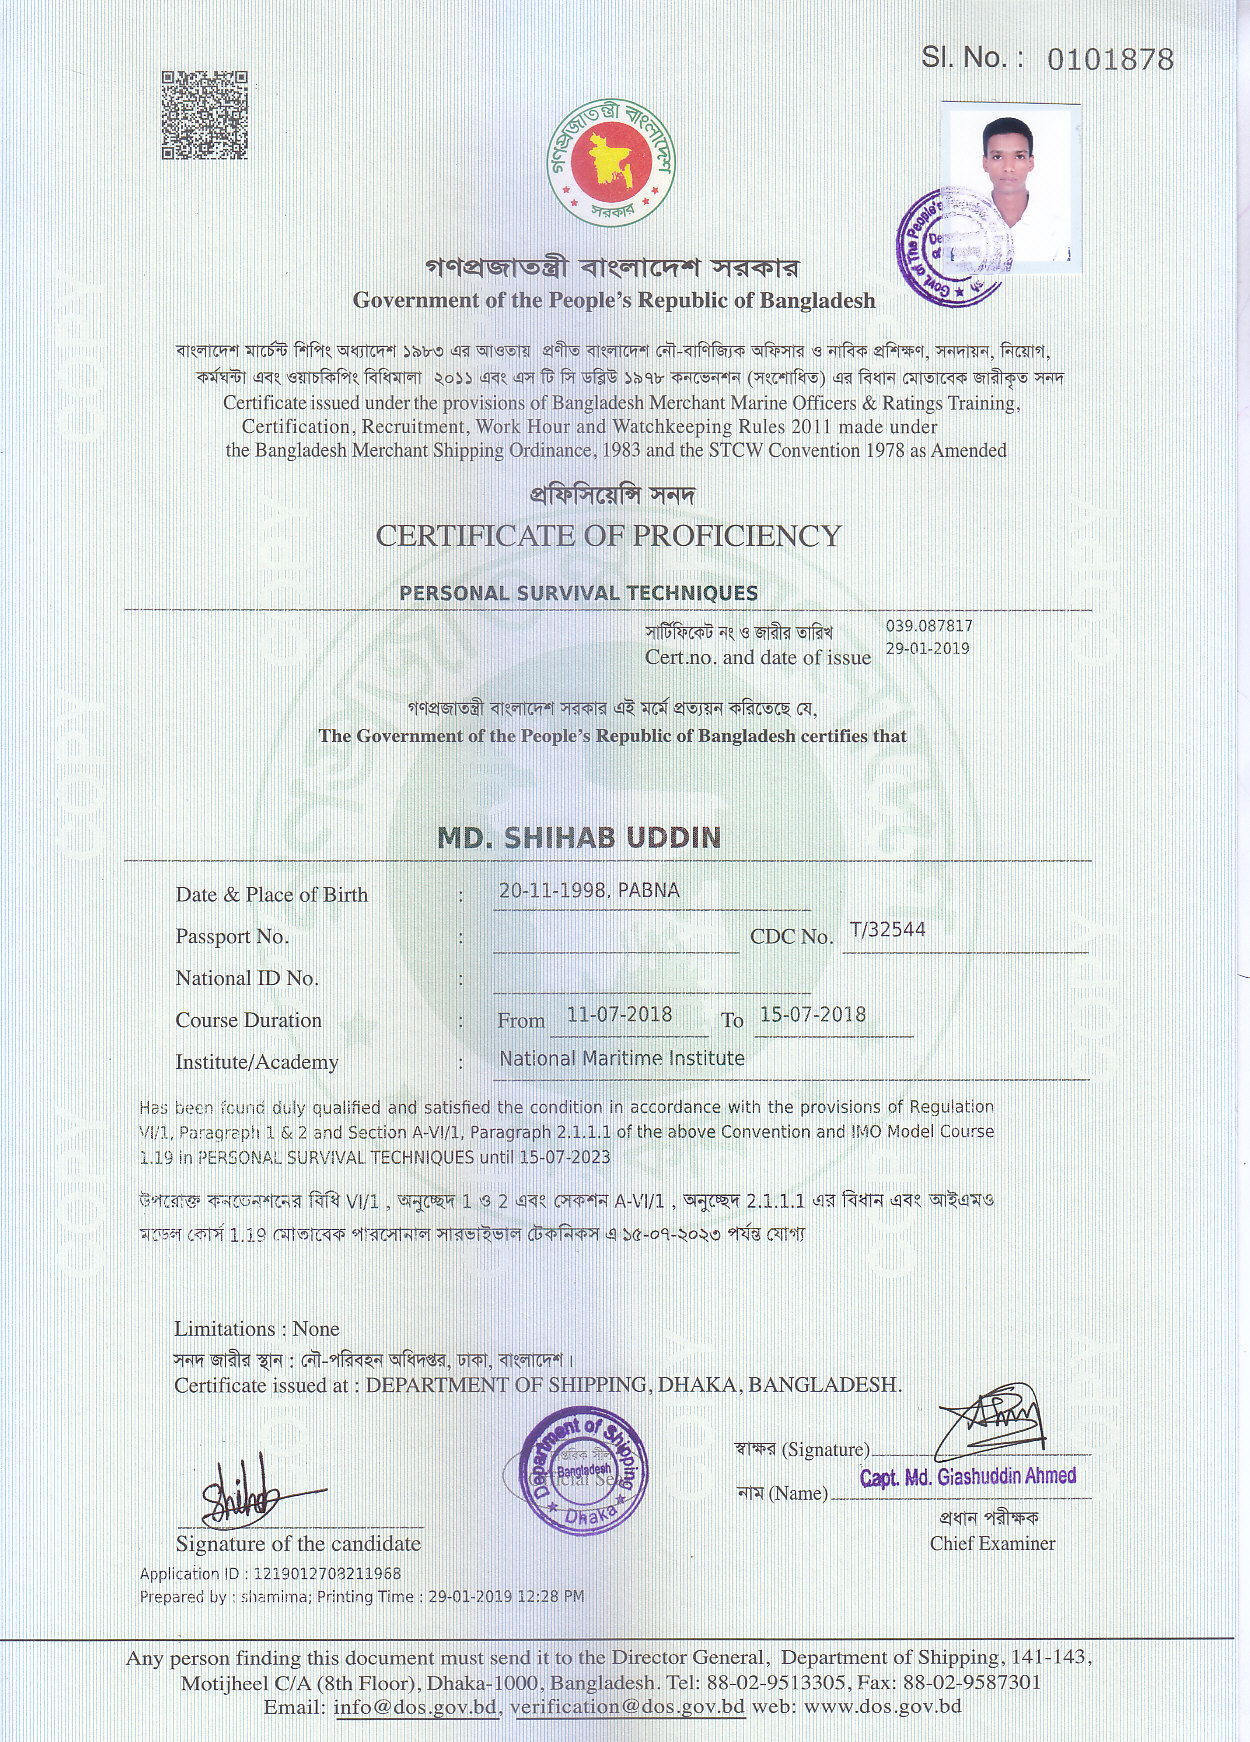 Sl. No. : 0101878
গণপ্রজাতন্ত্রী বাংলাদেশ
সরকার
গণপ্রজাতন্ত্রী বাংলাদেশ সরকার
Government of the People's Republic of Bangladesh
Govt. of The People's
বাংলাদেশ মার্চেন্ট শিপিং অধ্যাদেশ ১৯৮৩ এর আওতায় প্রণীত বাংলাদেশ নৌ-বাণিজ্যিক অফিসার ও নাবিক প্রশিক্ষণ, সনদায়ন, নিয়োগ,
কর্মঘন্টা এবং ওয়াচকিপিং বিধিমালা ২০১১ এবং এস টি সি ডব্লিউ ১৯৭৮ কনভেনশন (সংশোধিত) এর বিধান মোতাবেক জারীকৃত সনদ
Certificate issued under the provisions of Bangladesh Merchant Marine Officers & Ratings Training,
Certification, Recruitment, Work Hour and Watchkeeping Rules 2011 made under
the Bangladesh Merchant Shipping Ordinance, 1983 and the STCW Convention 1978 as Amended
প্রফিসিয়েন্সি সনদ
CERTIFICATE OF PROFICIENCY
PERSONAL SURVIVAL TECHNIQUES
সার্টিফিকেট নং ও জারীর তারিখ 039.087817
Cert.no. and date of issue 29-01-2019
গণপ্রজাতন্ত্রী বাংলাদেশ সরকার এই মর্মে প্রত্যয়ন করিতেছে যে,
The Government of the People's Republic of Bangladesh certifies that
MD. SHIHAB UDDIN
Date & Place of Birth : 20-11-1998, PABNA
Passport No. : CDC No. T/32544
National ID No. :
Course Duration : From 11-07-2018 To 15-07-2018
Institute/Academy : National Maritime Institute
Has been found duly qualified and satisfied the condition in accordance with the provisions of Regulation
VI/1, Paragraph 1 & 2 and Section A-VI/1, Paragraph 2.1.1.1 of the above Convention and IMO Model Course
1.19 in PERSONAL SURVIVAL TECHNIQUES until 15-07-2023
উপরোক্ত কনভেনশনের বিধি VI/1 , অনুচ্ছেদ 1 ও 2 এবং সেকশন A-VI/1 , অনুচ্ছেদ 2.1.1.1 এর বিধান এবং আইএমও
মডেল কোর্স 1.19 মোতাবেক পারসোনাল সারভাইভাল টেকনিকস এ ১৫-০৭-২০২৩ পর্যন্ত যোগ্য
Limitations : None
সনদ জারীর স্থান : নৌ-পরিবহন অধিদপ্তর, ঢাকা, বাংলাদেশ।
Certificate issued at : DEPARTMENT OF SHIPPING, DHAKA, BANGLADESH.
Department of Shipping
Bangladesh
Dhaka
স্বাক্ষর (Signature)
Capt. Md. Giashuddin Ahmed
নাম (Name)
প্রধান পরীক্ষক
Chief Examiner
Shihab
Signature of the candidate
Application ID : 1219012708211968
Prepared by : shamima; Printing Time : 29-01-2019 12:28 PM
Any person finding this document must send it to the Director General, Department of Shipping, 141-143,
Motijheel C/A (8th Floor), Dhaka-1000, Bangladesh. Tel: 88-02-9513305, Fax: 88-02-9587301
Email: info@dos.gov.bd, verification@dos.gov.bd web: www.dos.gov.bd